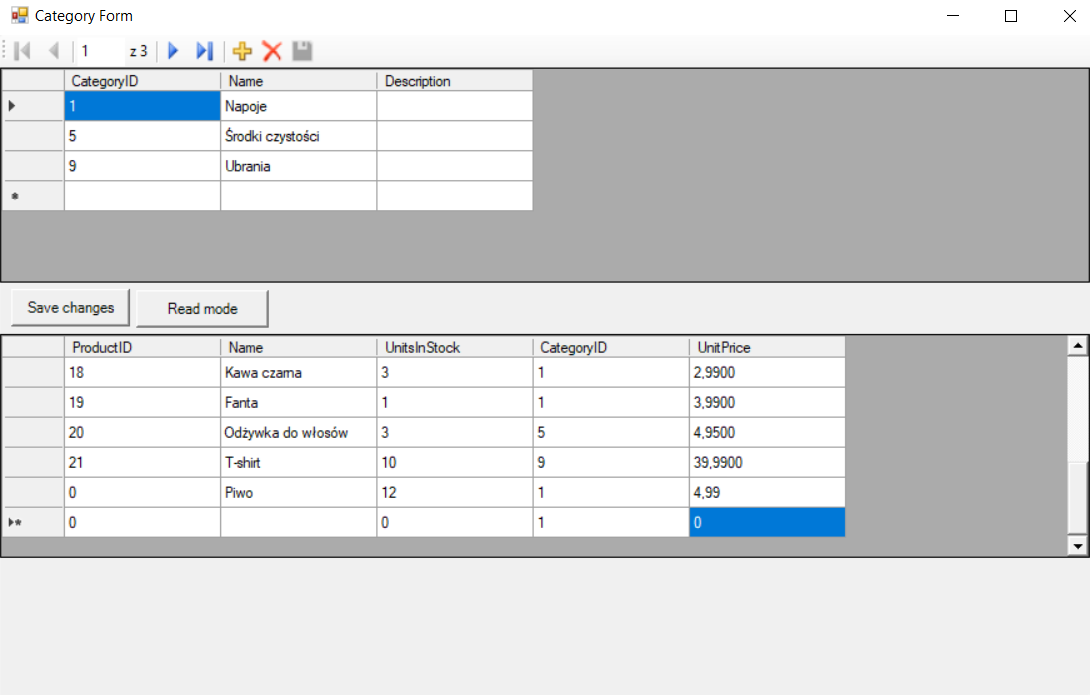 Category Form
1 z 3
CategoryID Name Description
1 Napoje
5 Środki czystości
9 Ubrania
*
Save changes Read mode
ProductID Name UnitsInStock CategoryID UnitPrice
18 Kawa czarna 3 1 2,9900
19 Fanta 1 1 3,9900
20 Odżywka do włosów 3 5 4,9500
21 T-shirt 10 9 39,9900
0 Piwo 12 1 4,99
* 0 0 1 0